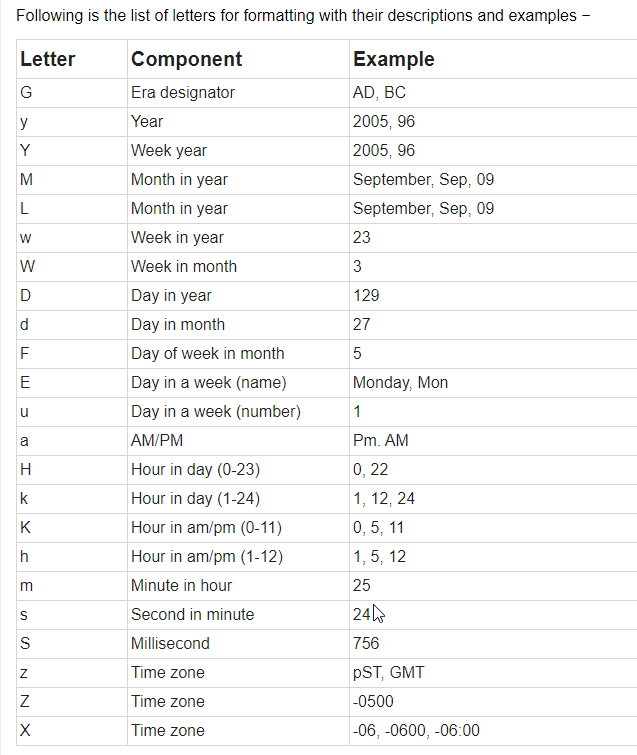 Following is the list of letters for formatting with their descriptions and examples −
Letter Component Example
G Era designator AD, BC
y Year 2005, 96
Y Week year 2005, 96
M Month in year September, Sep, 09
L Month in year September, Sep, 09
w Week in year 23
W Week in month 3
D Day in year 129
d Day in month 27
F Day of week in month 5
E Day in a week (name) Monday, Mon
u Day in a week (number) 1
a AM/PM Pm. AM
H Hour in day (0-23) 0, 22
k Hour in day (1-24) 1, 12, 24
K Hour in am/pm (0-11) 0, 5, 11
h Hour in am/pm (1-12) 1, 5, 12
m Minute in hour 25
s Second in minute 24
S Millisecond 756
z Time zone pST, GMT
Z Time zone -0500
X Time zone -06, -0600, -06:00